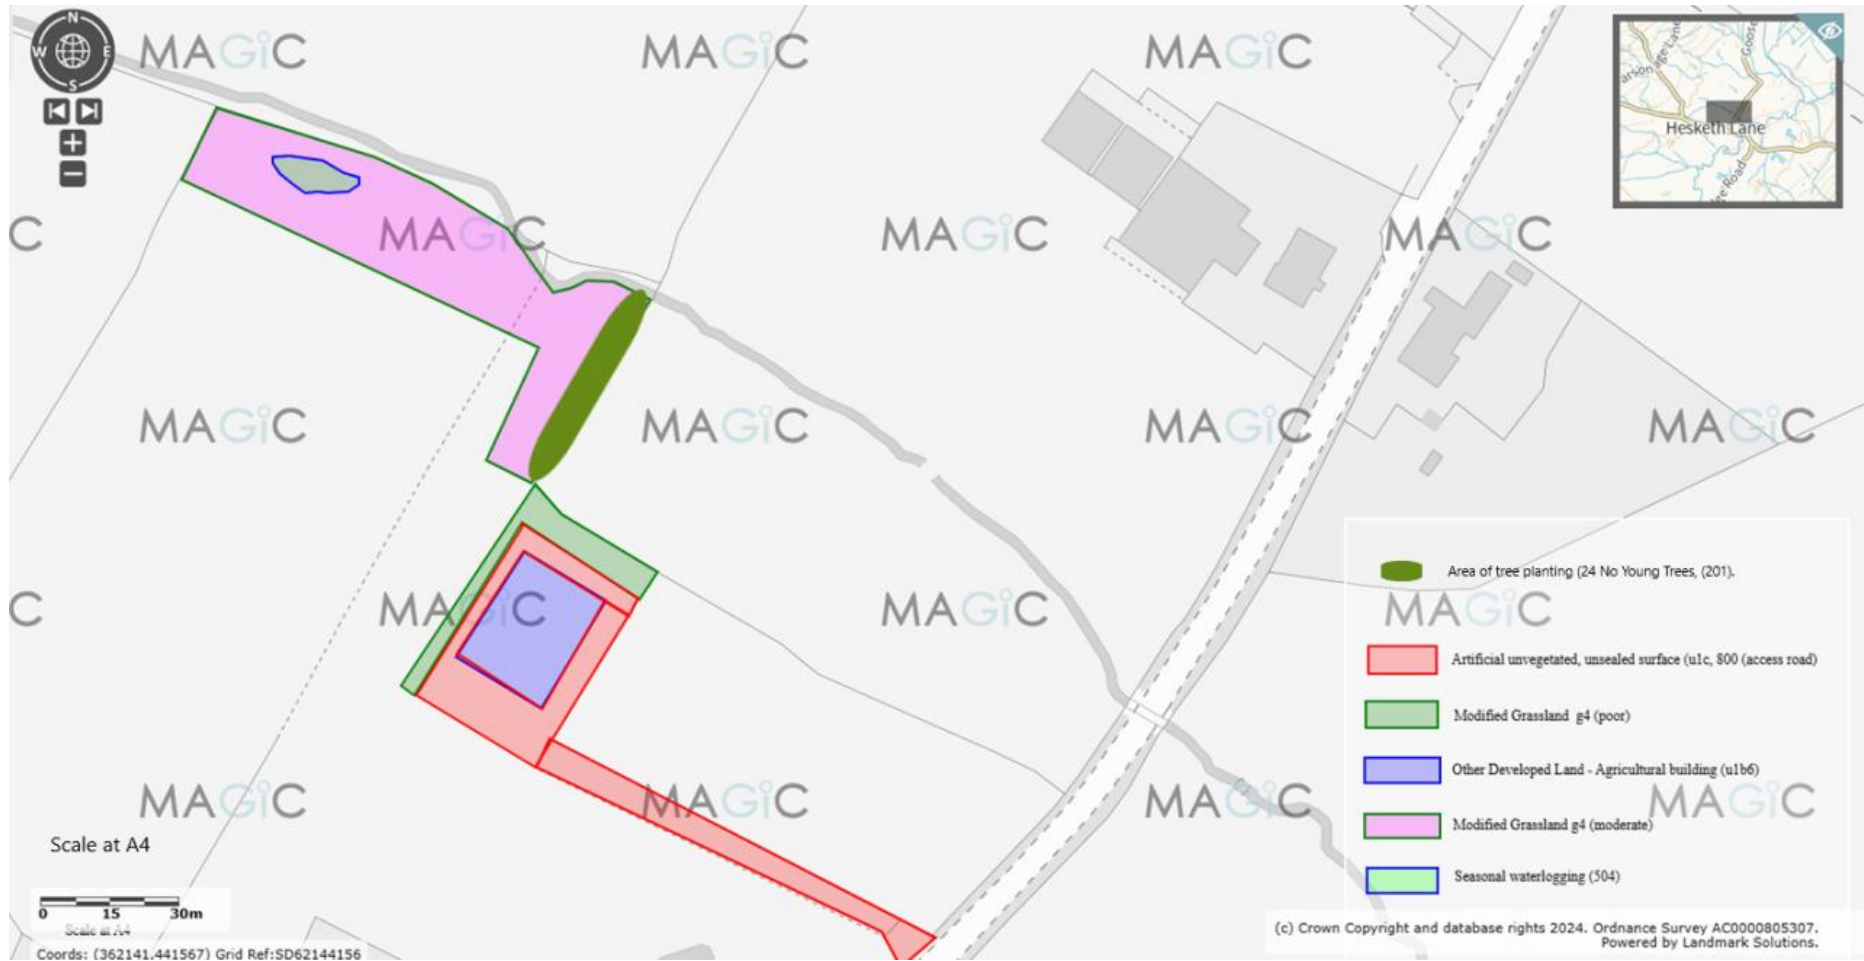 N
W E
S
MAGiC MAGiC MAGiC
Goose
Hesketh Lane
C MAGiC MAGiC MAGiC
MAGiC MAGiC MAGiC MAGiC
Area of tree planting (24 No Young Trees, (201).
C MAGiC MAGiC MAGiC
Artificial unvegetated, unsealed surface (u1c, 800 (access road)
Modified Grassland g4 (poor)
Other Developed Land - Agricultural building (u1b6)
MAGiC MAGiC MAGiC MAGiC
Modified Grassland g4 (moderate)
Scale at A4
Seasonal waterlogging (504)
0 15 30m
Scale at A4
(c) Crown Copyright and database rights 2024. Ordnance Survey AC0000805307.
Powered by Landmark Solutions.
Coords: (362141,441567) Grid Ref:SD62144156